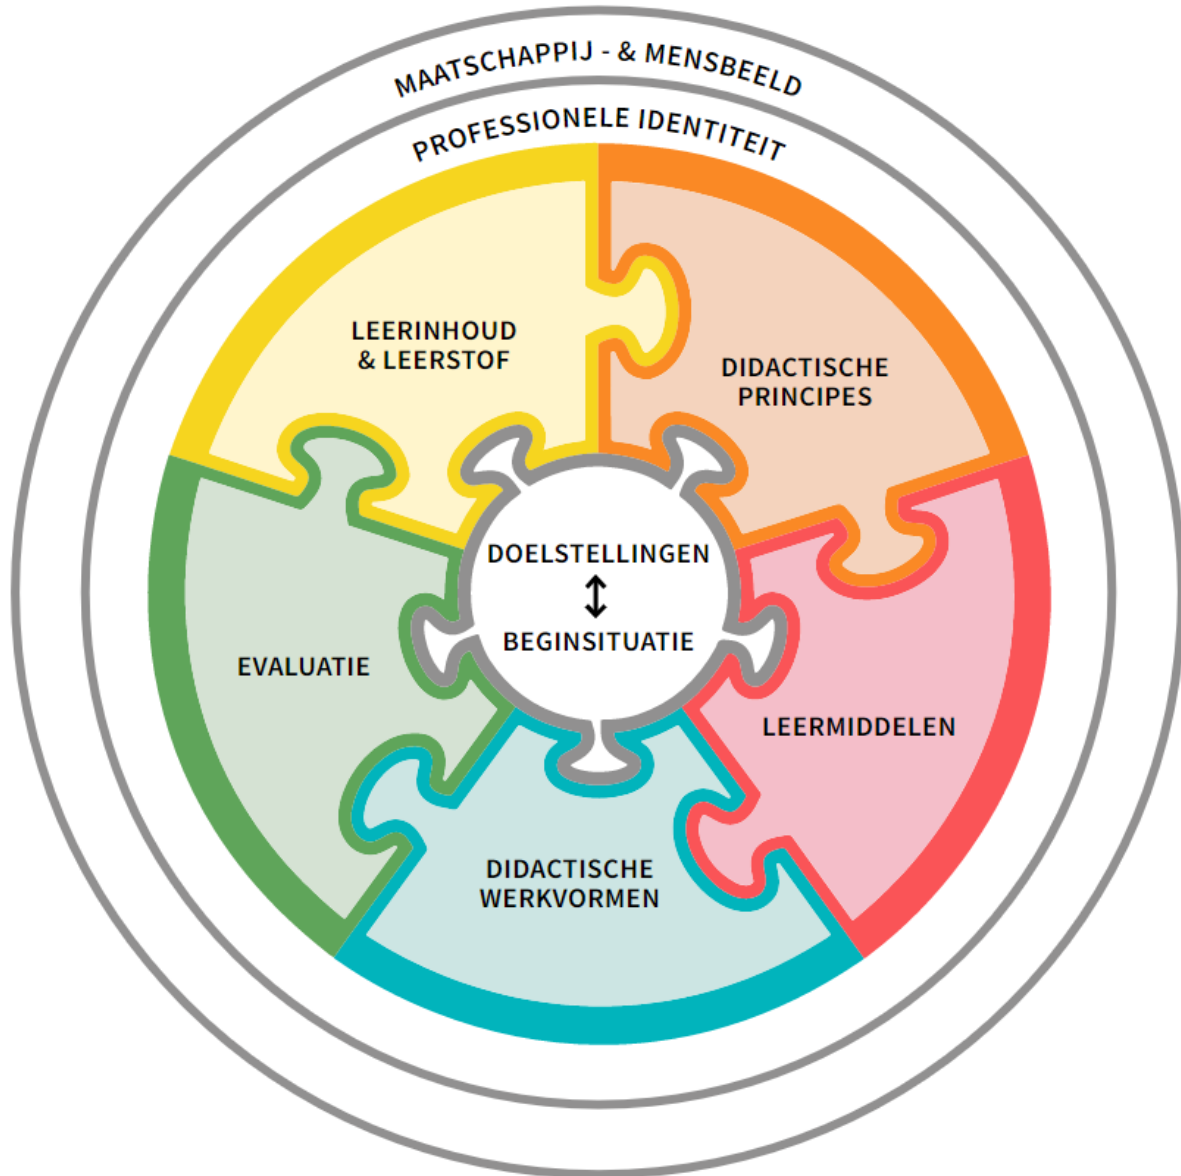 MAATSCHAPPIJ - & MENSBEELD
PROFESSIONELE IDENTITEIT
LEERINHOUD
& LEERSTOF
DIDACTISCHE
PRINCIPES
DOELSTELLINGEN
BEGINSITUATIE
EVALUATIE
LEERMIDDELEN
DIDACTISCHE
WERKVORMEN